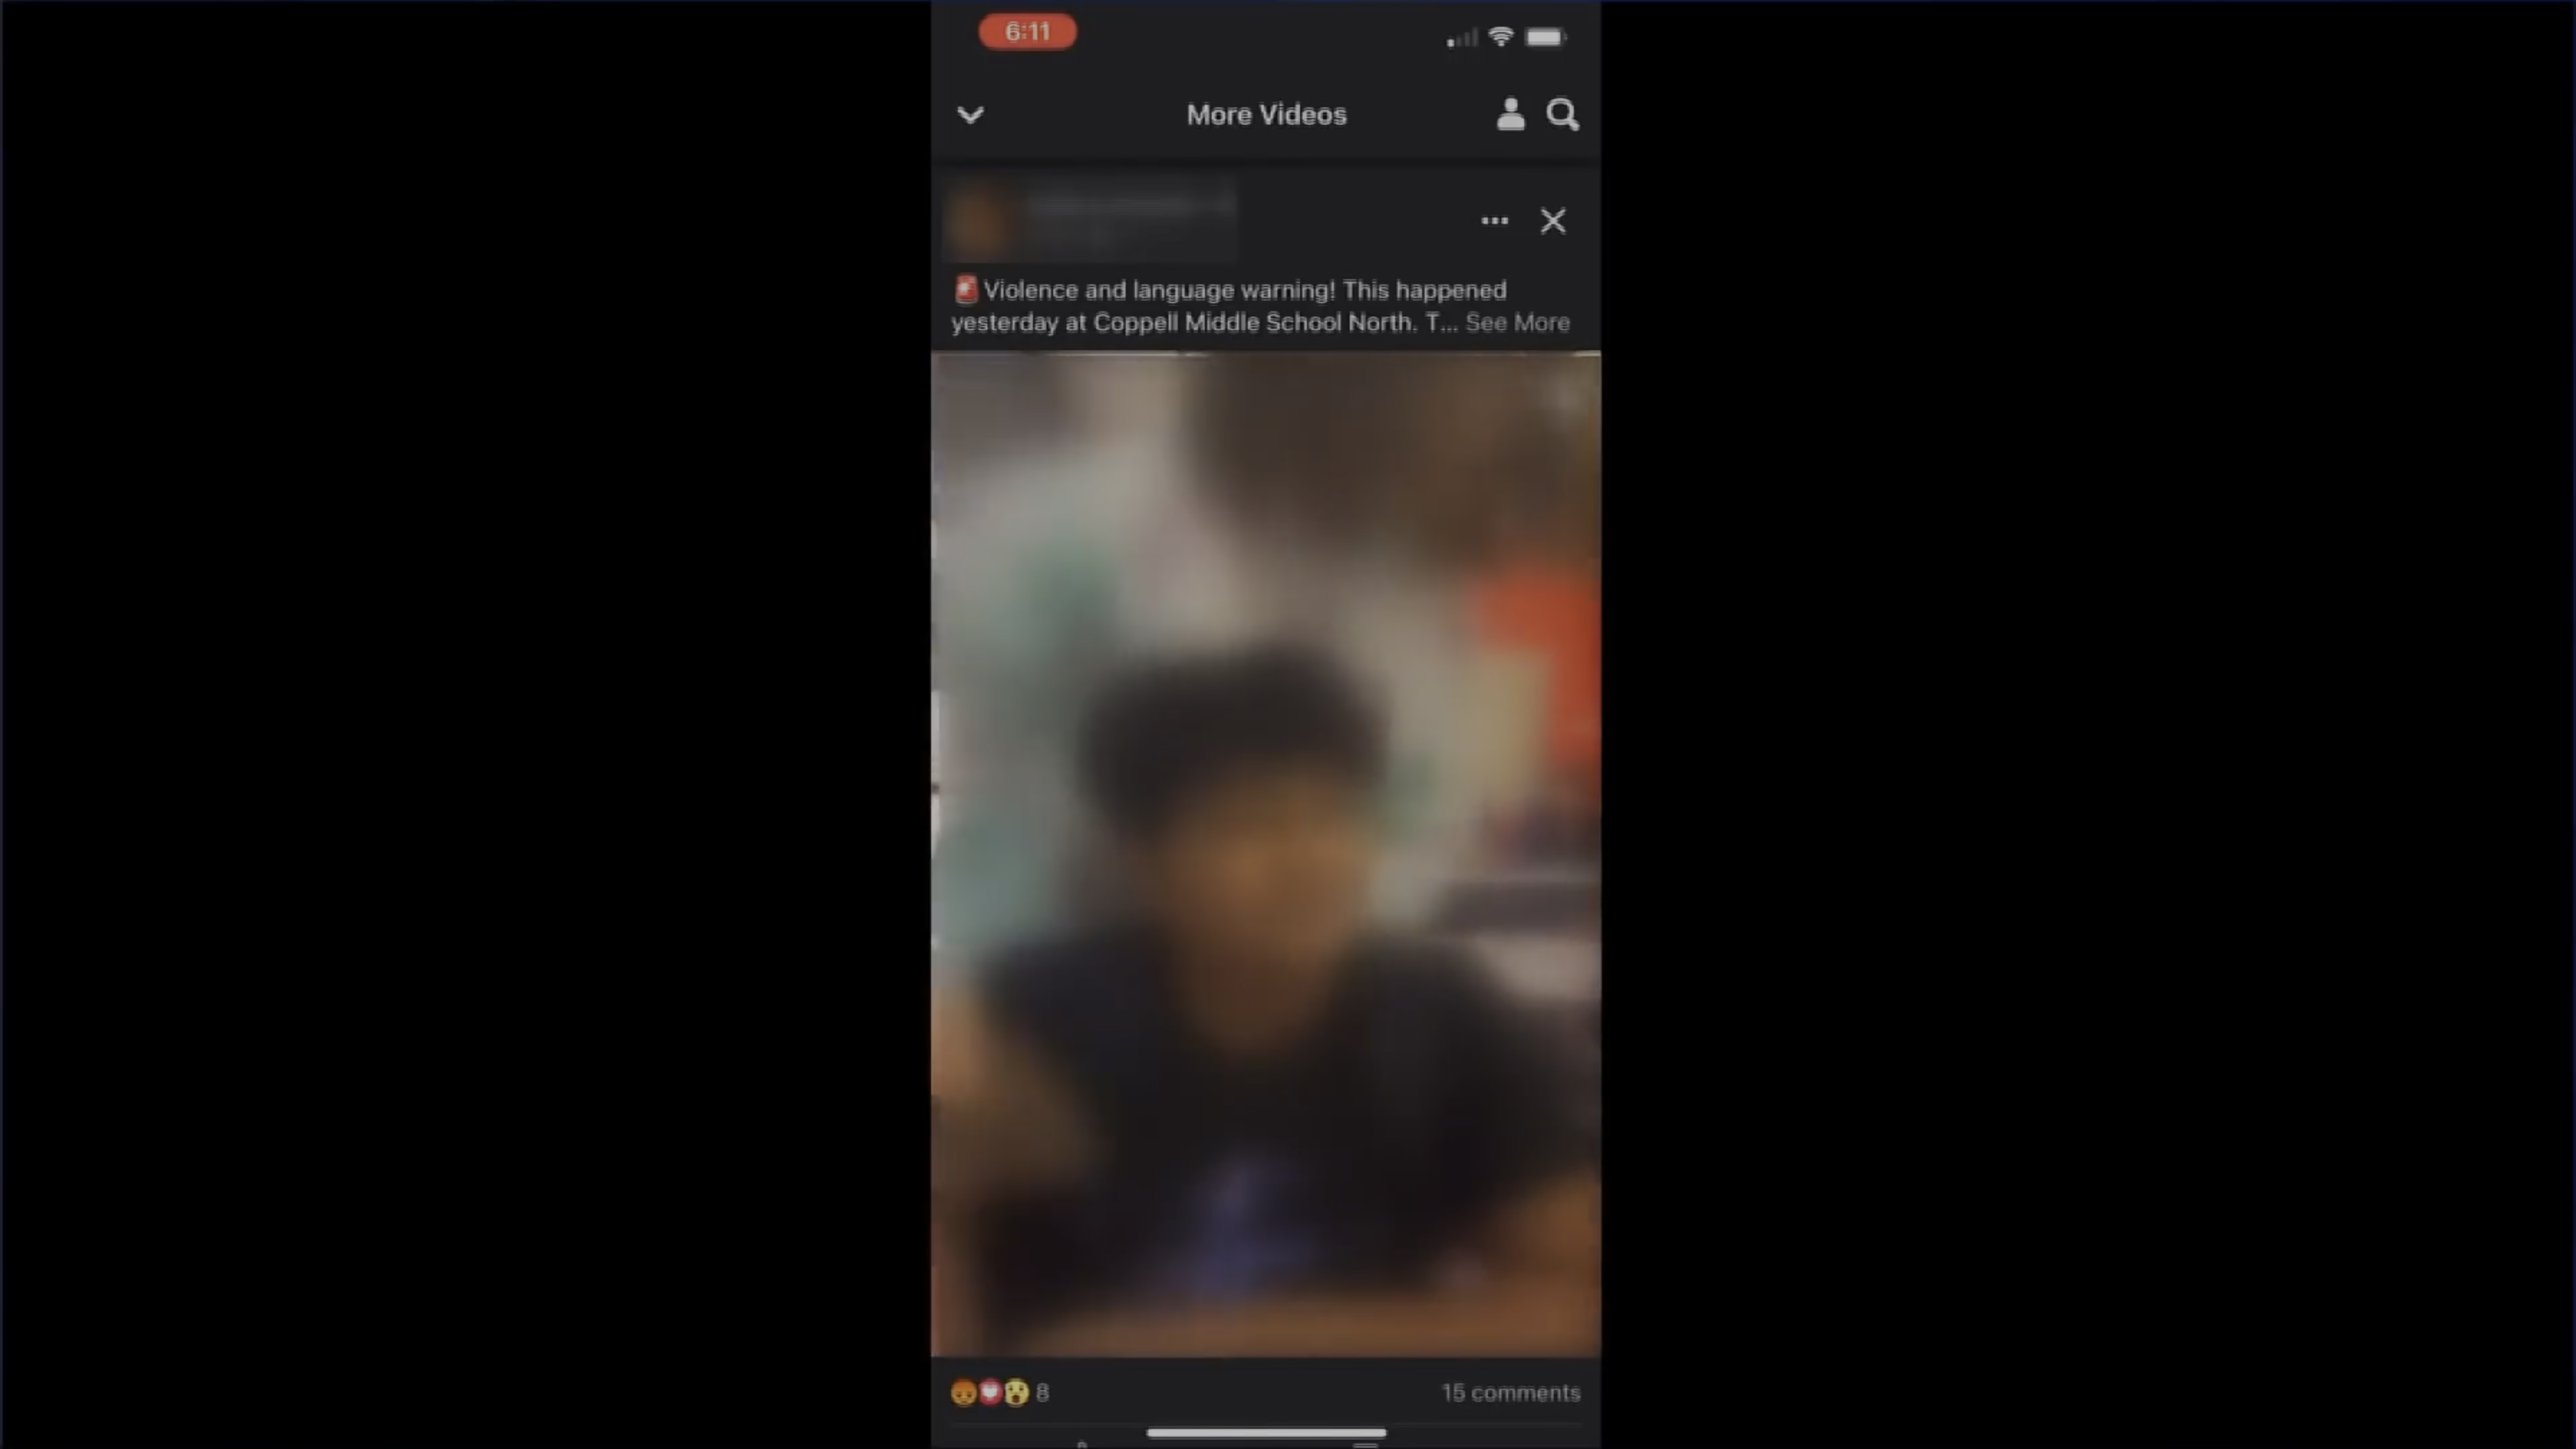 6:11
More Videos
Violence and language warning! This happened
yesterday at Coppell Middle School North. T... See More
8
15 comments